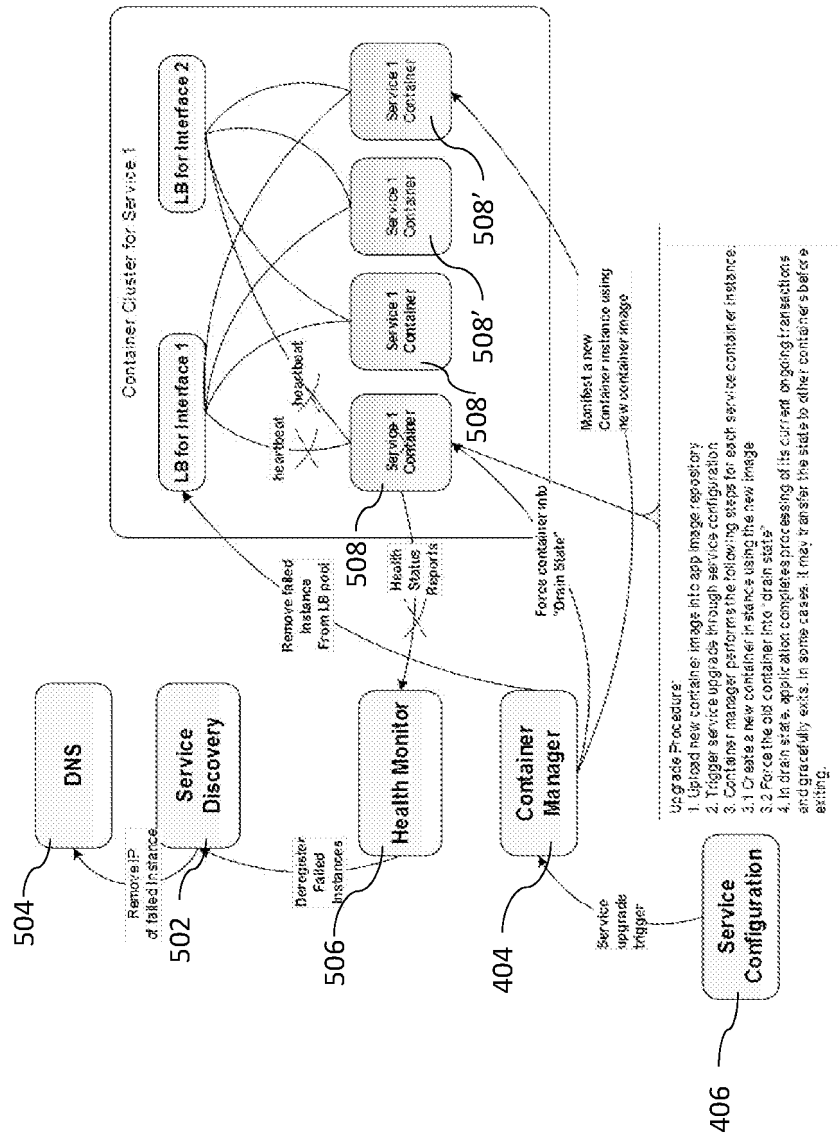 504
DNS
Remove IP
of failed Instance
502
Service
Discovery
Deregister
Failed
Instances
506
Health Monitor
404
Container
Manager
Service
upgrade
trigger
406
Service
Configuration
Remove failed
Instance
From LB pool
Health
Status
Reports
Force container into
"Drain State"
Manifest a new
Container instance using
new container image
Container Cluster for Service 1
LB for Interface 1
LB for Interface 2
heartbeat
heartbeat
Service 1
Container
508
Service 1
Container
508
Service 1
Container
508'
Service 1
Container
508'
Upgrade Procedure:
1. Upload new container image into app image repository
2. Trigger service upgrade through service configuration
3. Container manager performs the following steps for each service container instance:
3.1 Create a new container instance using the new image
3.2 Force the old container into "drain state"
4. In drain state, application completes processing of its current ongoing transactions
and gracefully exits. In some cases, it may transfer the state to other containers before
exiting.